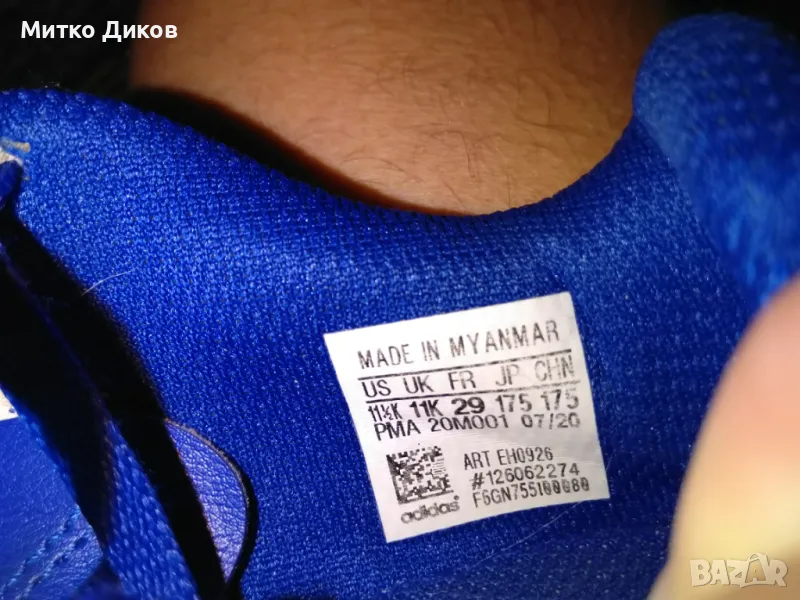 Митко Диков
MADE IN MYANMAR
US UK FR JP CHN
11½K 11K 29 175 175
PMA 20M001 07/20
ART EH0926
#126062274
adidas
BAZAR